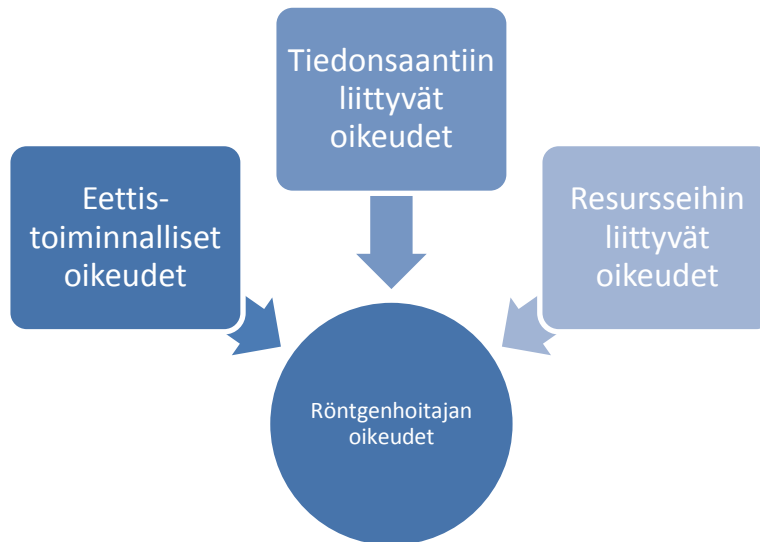 Tiedonsaantiin
liittyvät
oikeudet
Eettis-
toiminnalliset
oikeudet
Resursseihin
liittyvät
oikeudet
Röntgenhoitajan
oikeudet